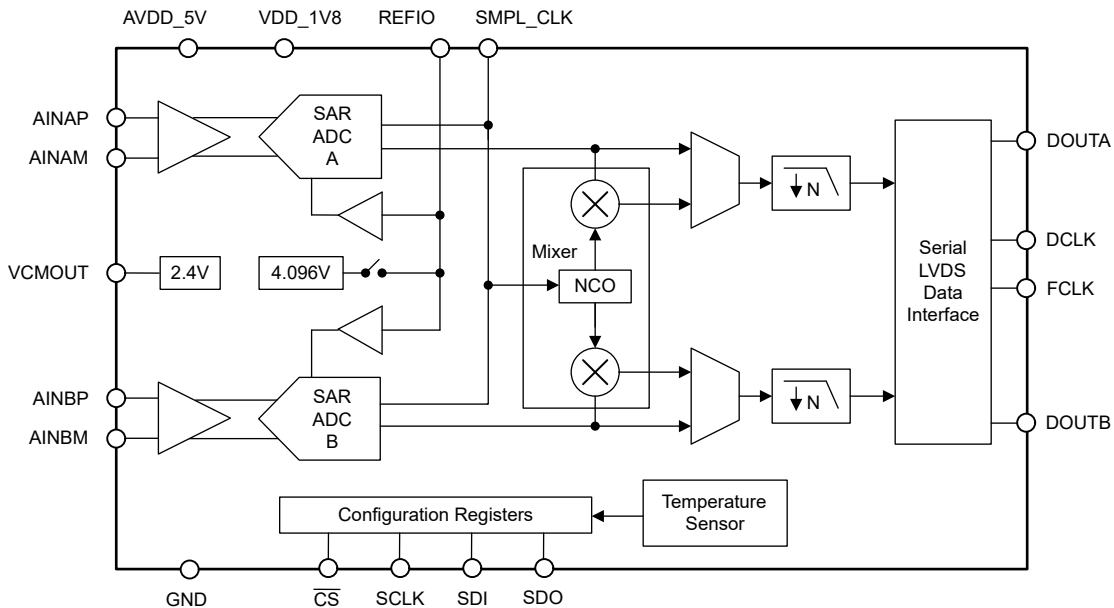 AVDD_5V
VDD_1V8
REFIO
SMPL_CLK
AINAP
AINAM
SAR
ADC
A
DOUTA
N
VCMOUT
2.4V
4.096V
Mixer
NCO
Serial
LVDS
Data
Interface
DCLK
FCLK
AINBP
AINBM
SAR
ADC
B
N
DOUTB
Configuration Registers
Temperature
Sensor
GND
CS
SCLK
SDI
SDO